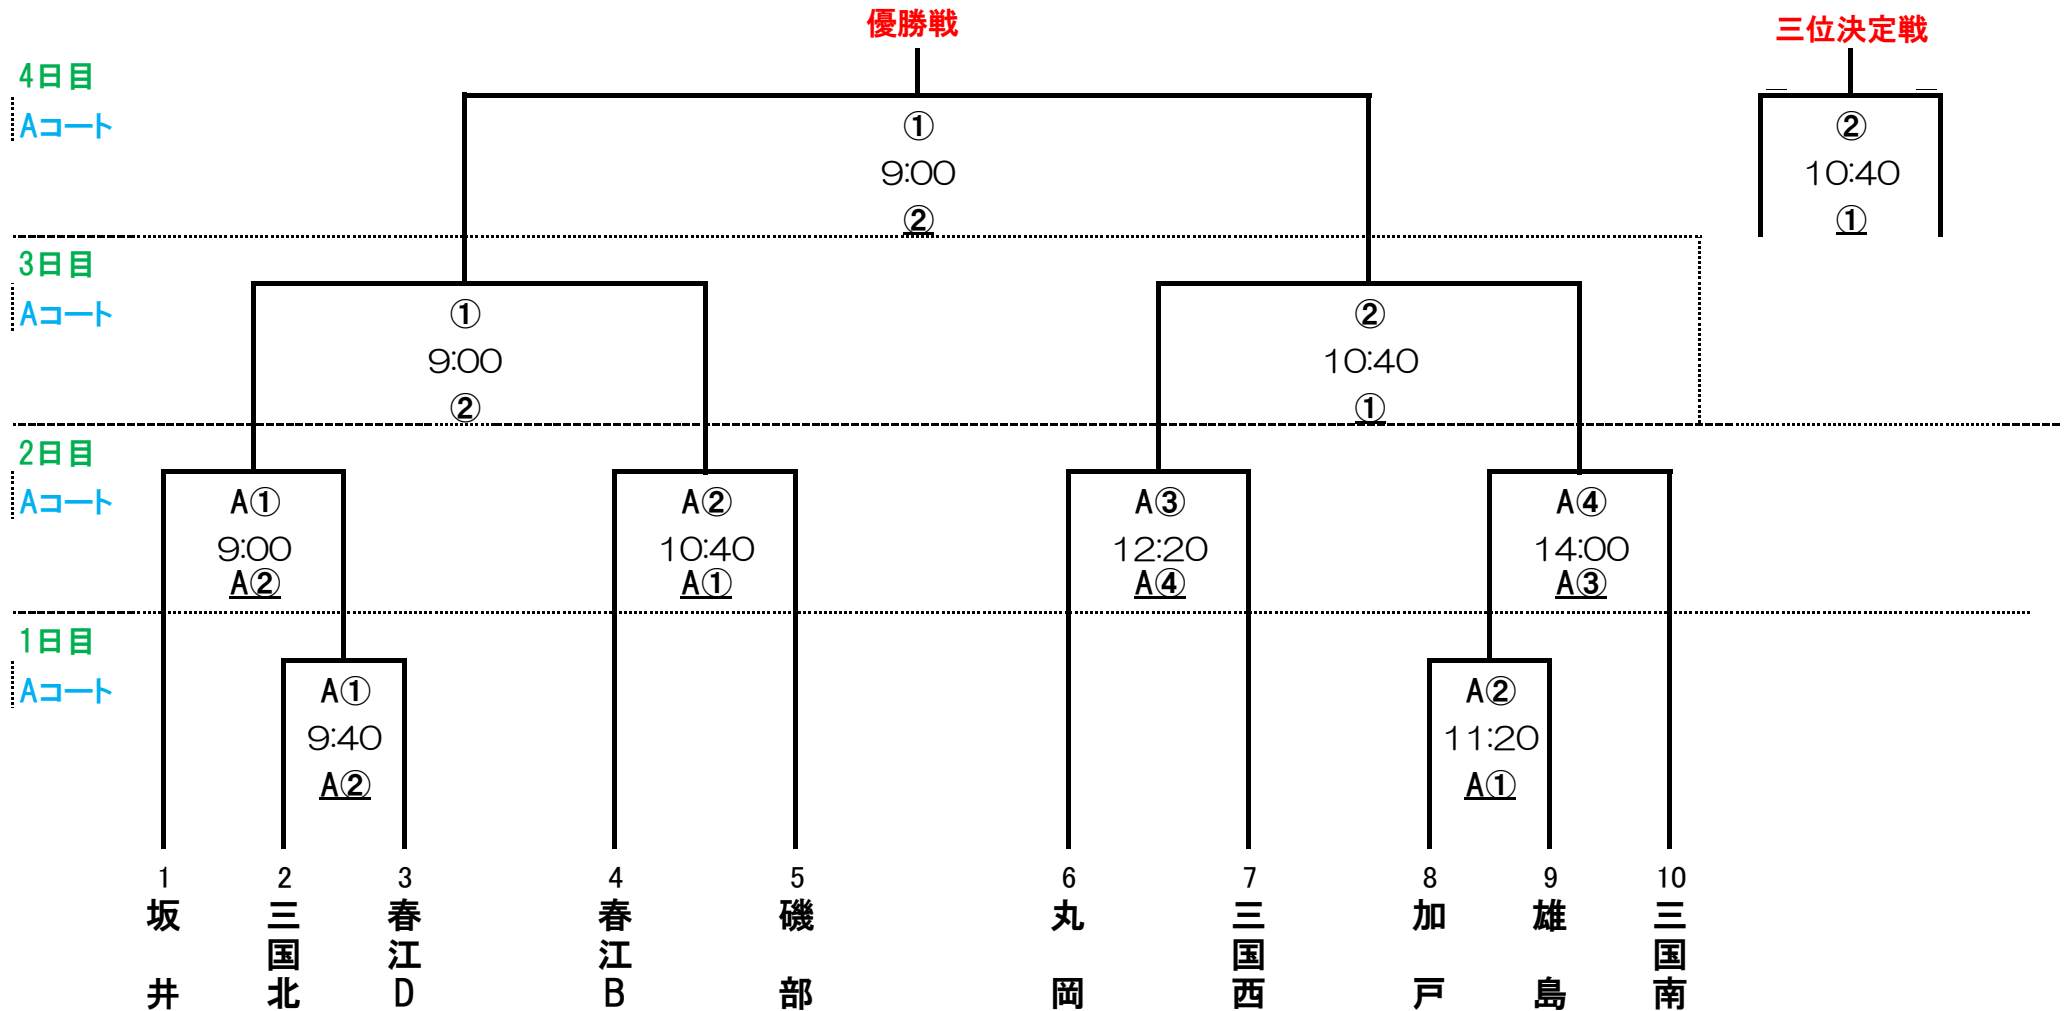 優勝戦
三位決定戦
4日目
Aコート
①
9:00
②
②
10:40
①
3日目
Aコート
①
9:00
②
②
10:40
①
2日目
Aコート
A①
9:00
A②
A②
10:40
A①
A③
12:20
A④
A④
14:00
A③
1日目
Aコート
A①
9:40
A②
A②
11:20
A①
1
坂井
2
三国北
3
春江D
4
春江B
5
磯部
6
丸岡
7
三国西
8
加戸
9
雄島
10
三国南